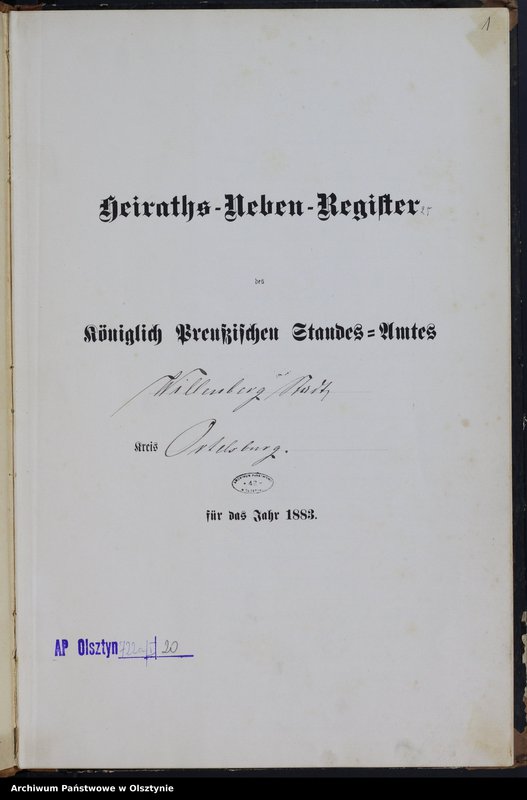 1
Heiraths-Neben-Register
des
Königlich Preußischen Standes-Amtes
Willenberg Stadt
Kreis Ortelsburg.
für das Jahr 1883.
AP Olsztyn 20
Archiwum Państwowe w Olsztynie